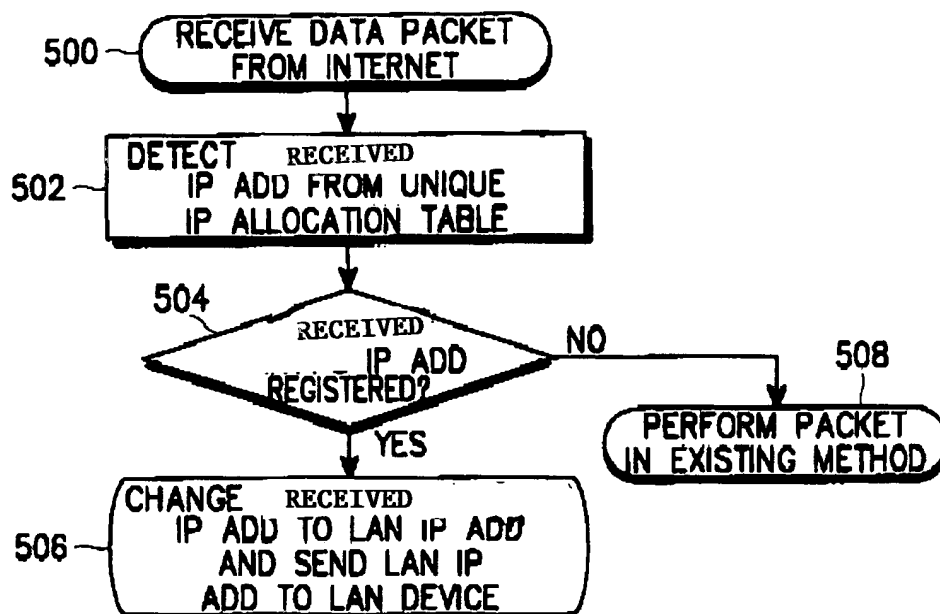 500
RECEIVE DATA PACKET
FROM INTERNET
502
DETECT RECEIVED
IP ADD FROM UNIQUE
IP ALLOCATION TABLE
504
RECEIVED
IP ADD
REGISTERED?
NO
YES
508
PERFORM PACKET
IN EXISTING METHOD
506
CHANGE RECEIVED
IP ADD TO LAN IP ADD
AND SEND LAN IP
ADD TO LAN DEVICE